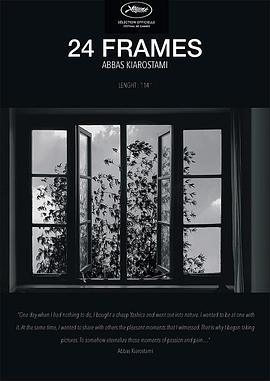 SÉLECTION OFFICIELLE
FESTIVAL DE CANNES
24 FRAMES
ABBAS KIAROSTAMI
LENGHT : 114'
"One day when I had nothing to do, I bought a cheap Yashica and went out into nature. I wanted to be at one with
it. At the same time, I wanted to share with others the pleasant moments that I witnessed. That is why I began taking
pictures. To somehow eternalize those moments of passion and pain...."
Abbas Kiarostami